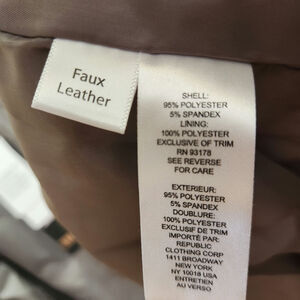 Faux
Leather
SHELL:
95% POLYESTER
5% SPANDEX
LINING:
100% POLYESTER
EXCLUSIVE OF TRIM
RN 93178
SEE REVERSE
FOR CARE
EXTERIEUR:
95% POLYESTER
5% SPANDEX
DOUBLURE:
100% POLYESTER
EXCLUSIF DE TRIM
IMPORTÉ PAR:
REPUBLIC
CLOTHING CORP
1411 BROADWAY
NEW YORK
NY 10018 USA
ENTRETIEN
AU VERSO